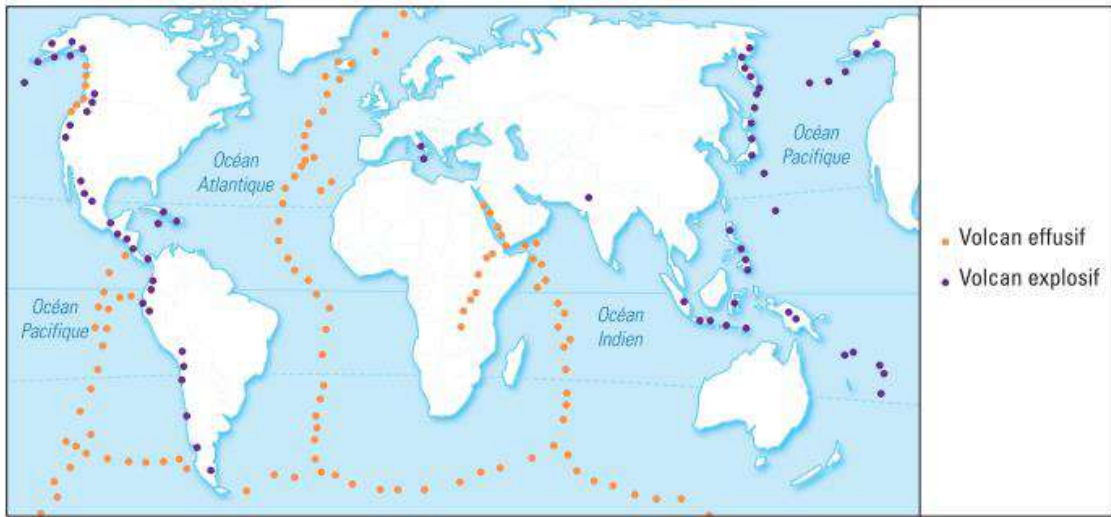 Océan
Atlantique
Océan
Pacifique
Océan
Pacifique
Océan
Indien
Volcan effusif
Volcan explosif